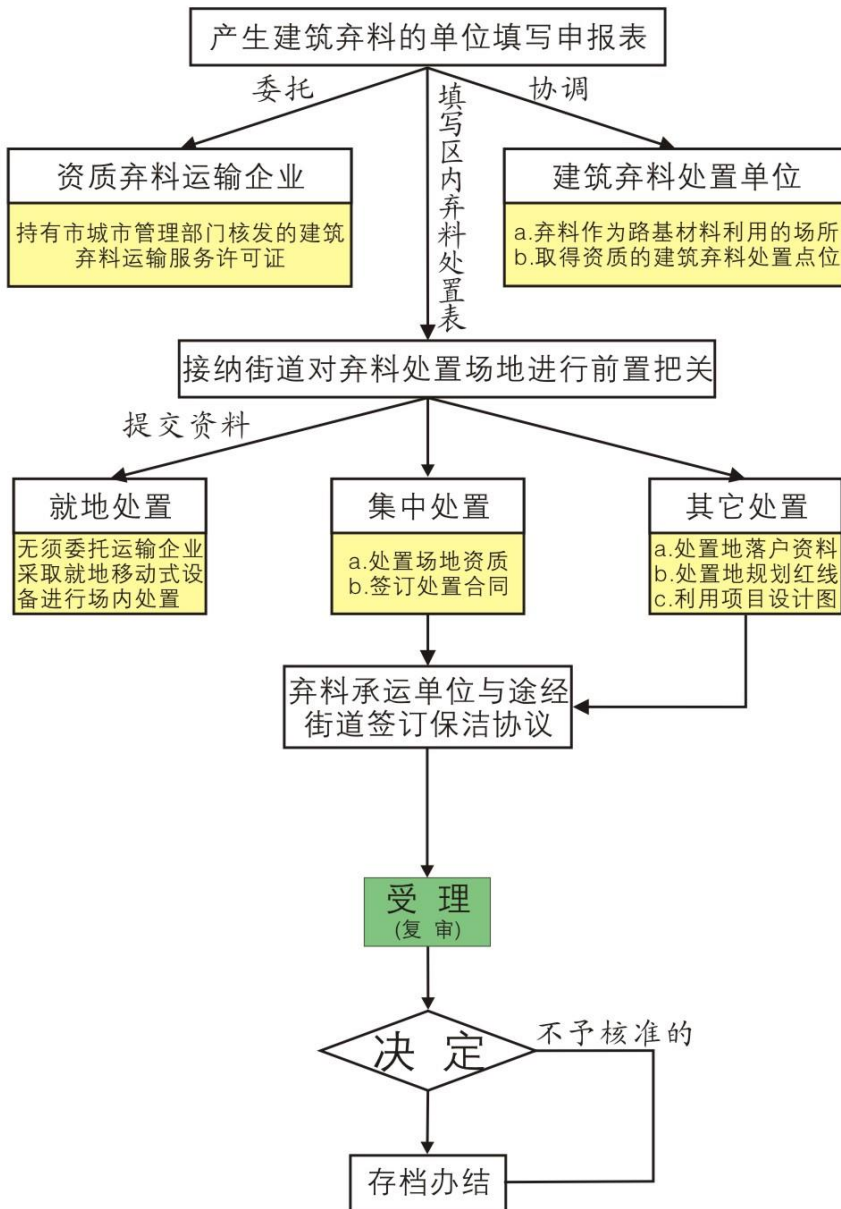 产生建筑弃料的单位填写申报表
委托
填写区内弃料处置表
协调
资质弃料运输企业
持有市城市管理部门核发的建筑
弃料运输服务许可证
建筑弃料处置单位
a.弃料作为路基材料利用的场所
b.取得资质的建筑弃料处置点位
接纳街道对弃料处置场地进行前置把关
提交资料
就地处置
无须委托运输企业
采取就地移动式设
备进行场内处置
集中处置
a.处置场地资质
b.签订处置合同
其它处置
a.处置地落户资料
b.处置地规划红线
c.利用项目设计图
弃料承运单位与途经
街道签订保洁协议
受 理
(复 审)
决 定
不予核准的
存档办结